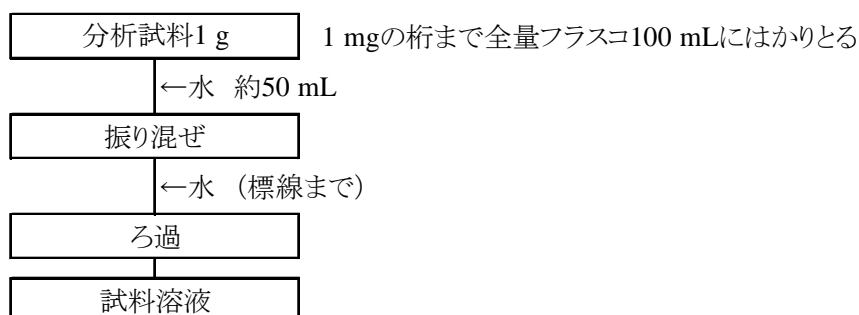 分析試料1 g 1 mgの桁まで全量フラスコ100 mLにはかりとる
←水 約50 mL
振り混ぜ
←水 (標線まで)
ろ過
試料溶液